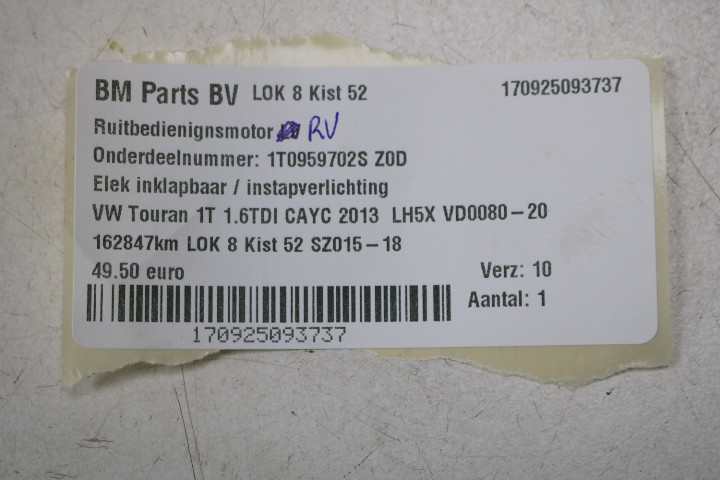 BM Parts BV LOK 8 Kist 52 170925093737
Ruitbedienignsmotor RV
Onderdeelnummer: 1T0959702S Z0D
Elek inklapbaar / instapverlichting
VW Touran 1T 1.6TDI CAYC 2013 LH5X VD0080-20
162847km LOK 8 Kist 52 SZ015-18
49.50 euro Verz: 10
Aantal: 1
170925093737